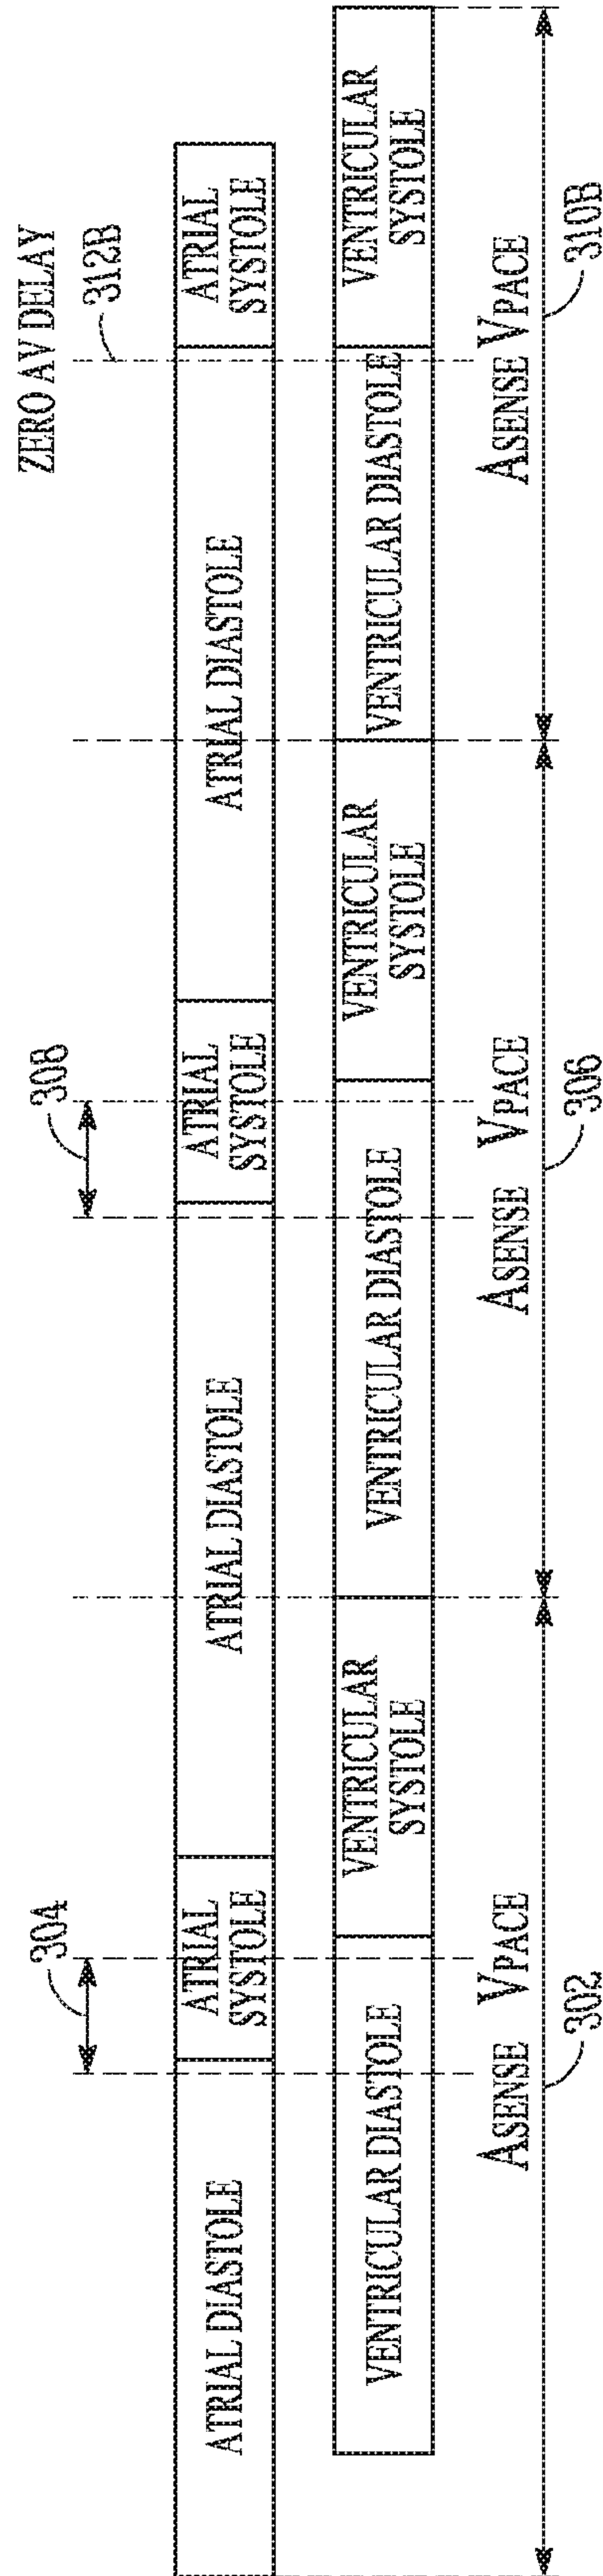 ZERO AV DELAY
304
308
312B
ATRIAL DIASTOLE
ATRIAL
SYSTOLE
ATRIAL DIASTOLE
ATRIAL
SYSTOLE
ATRIAL DIASTOLE
ATRIAL
SYSTOLE
VENTRICULAR DIASTOLE
VENTRICULAR
SYSTOLE
VENTRICULAR DIASTOLE
VENTRICULAR
SYSTOLE
VENTRICULAR DIASTOLE
VENTRICULAR
SYSTOLE
ASENSE VPACE
ASENSE VPACE
ASENSE VPACE
302
306
310B